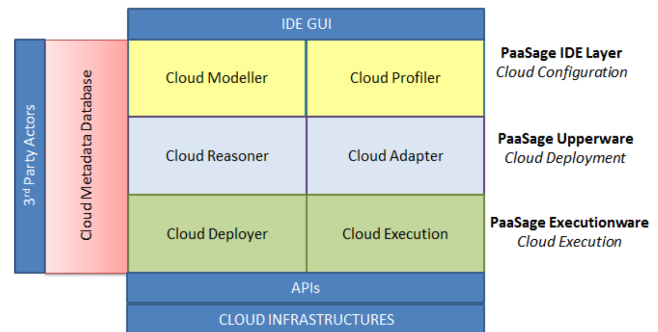 IDE GUI
3rd Party Actors
Cloud Metadata Database
Cloud Modeller
Cloud Profiler
PaaSage IDE Layer
Cloud Configuration
Cloud Reasoner
Cloud Adapter
PaaSage Upperware
Cloud Deployment
Cloud Deployer
Cloud Execution
PaaSage Executionware
Cloud Execution
APIs
CLOUD INFRASTRUCTURES